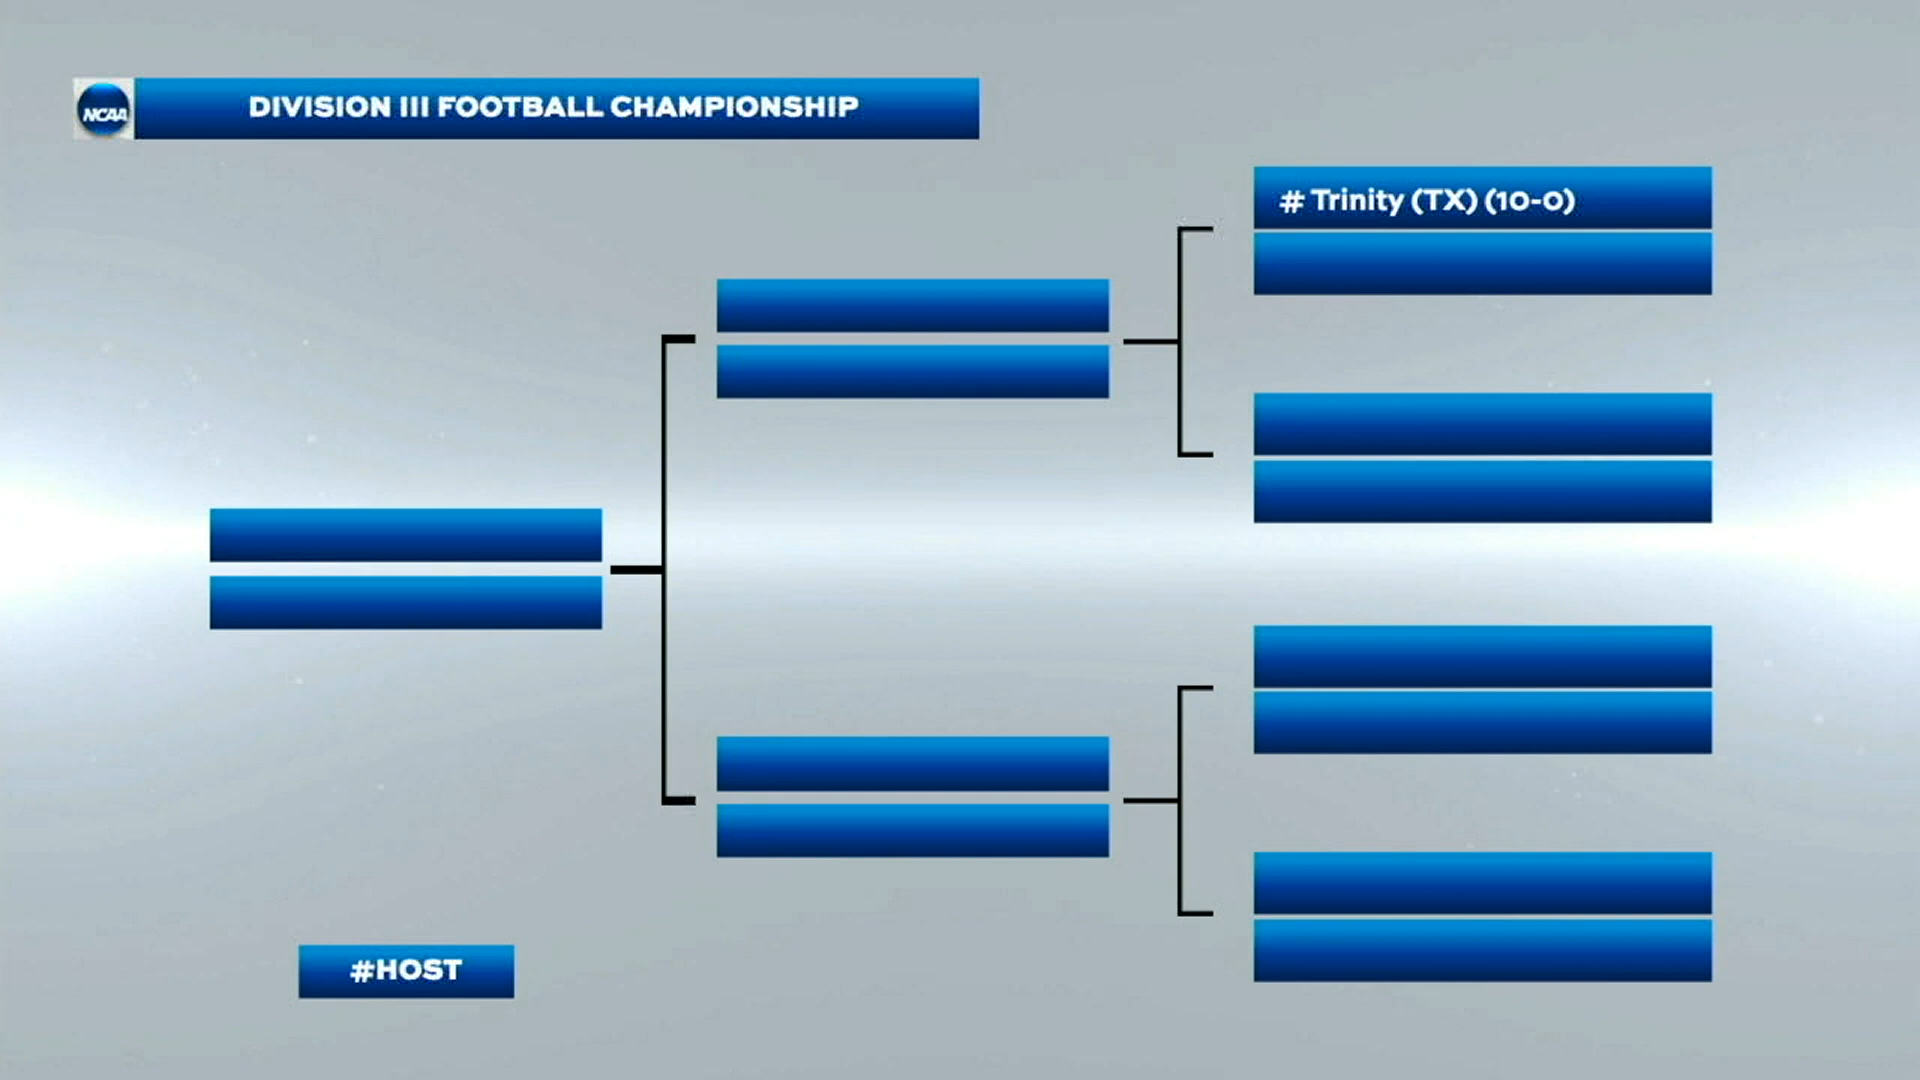 NCAA
DIVISION III FOOTBALL CHAMPIONSHIP
# Trinity (TX) (10-0)
#HOST